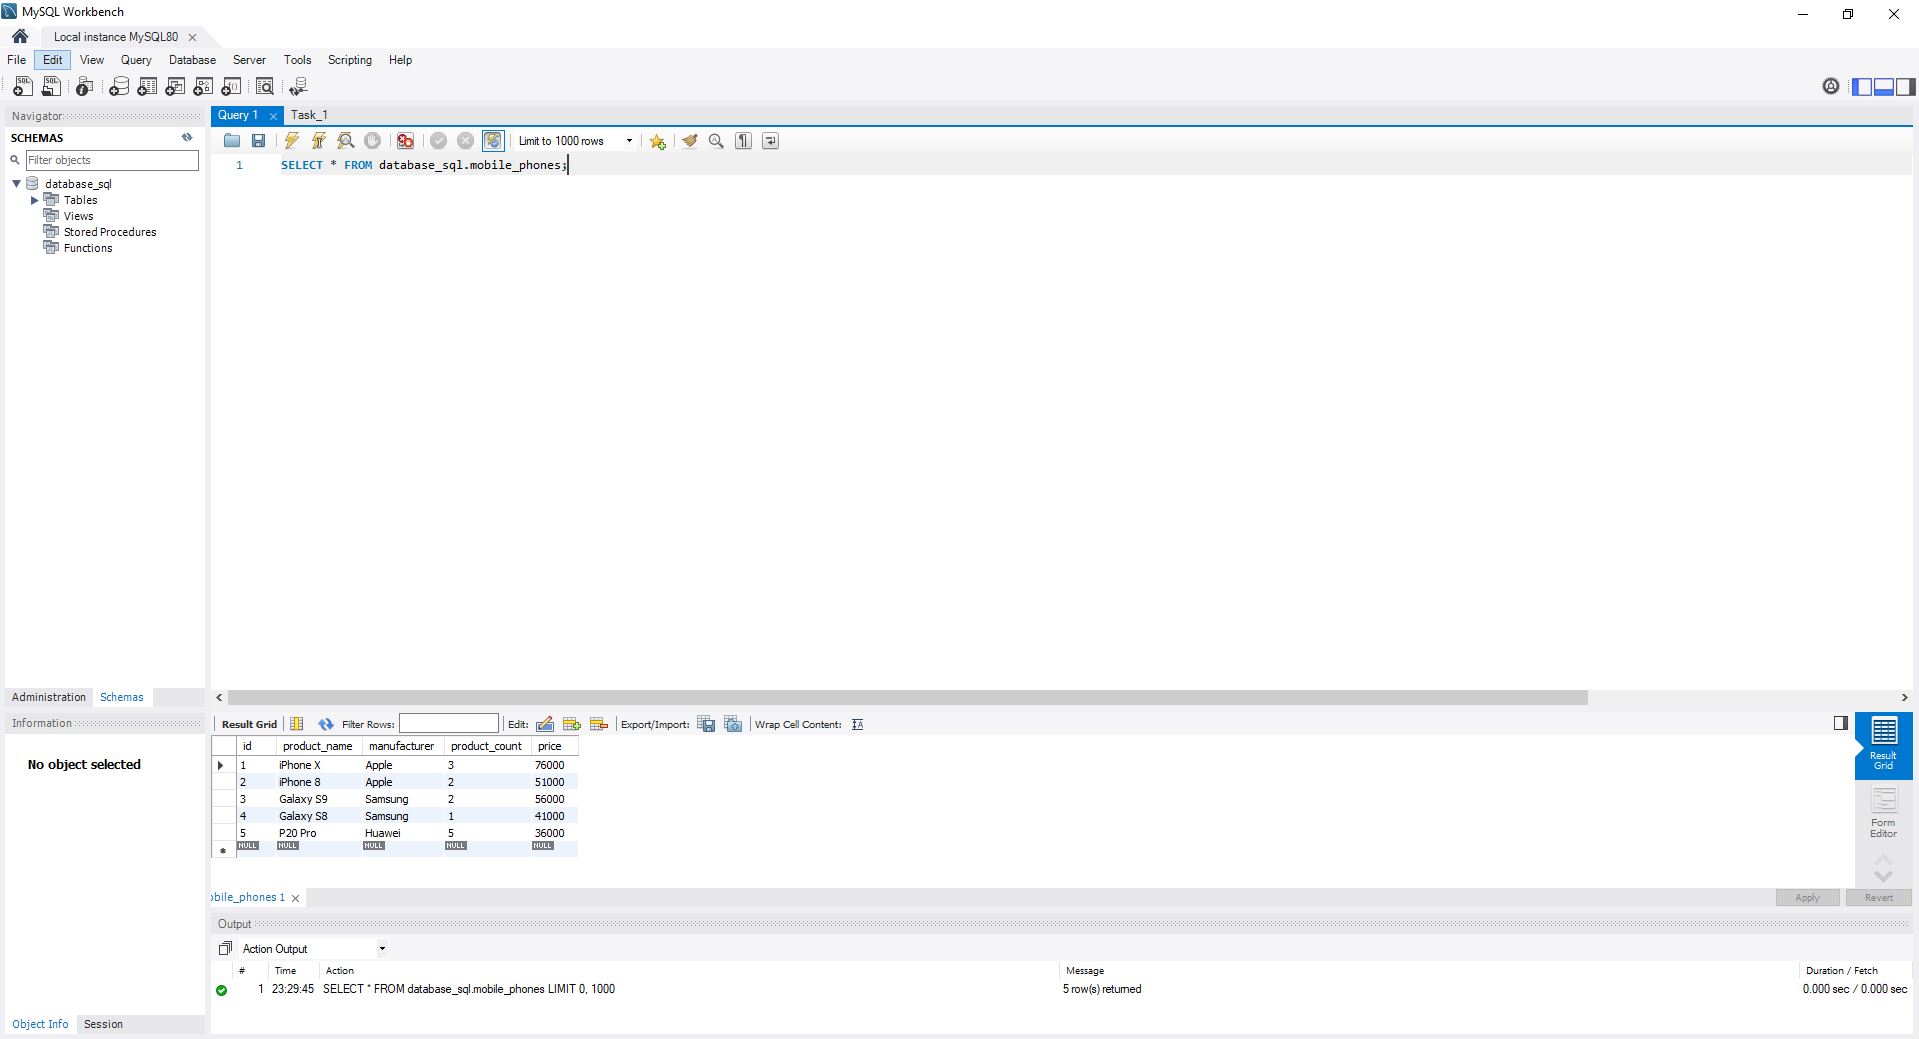 MySQL Workbench
Local instance MySQL80
File Edit View Query Database Server Tools Scripting Help
Navigator
SCHEMAS
Filter objects
database_sql
Tables
Views
Stored Procedures
Functions
Administration Schemas
Information
No object selected
Object Info Session
Query 1 Task_1
Limit to 1000 rows
1 SELECT * FROM database_sql.mobile_phones;
Result Grid Filter Rows: Edit: Export/Import: Wrap Cell Content:
id product_name manufacturer product_count price
1 iPhone X Apple 3 76000
2 iPhone 8 Apple 2 51000
3 Galaxy S9 Samsung 2 56000
4 Galaxy S8 Samsung 1 41000
5 P20 Pro Huawei 5 36000
NULL NULL NULL NULL NULL
Result
Grid
Form
Editor
obile_phones 1
Apply Revert
Output
Action Output
# Time Action Message Duration / Fetch
1 23:29:45 SELECT * FROM database_sql.mobile_phones LIMIT 0, 1000 5 row(s) returned 0.000 sec / 0.000 sec